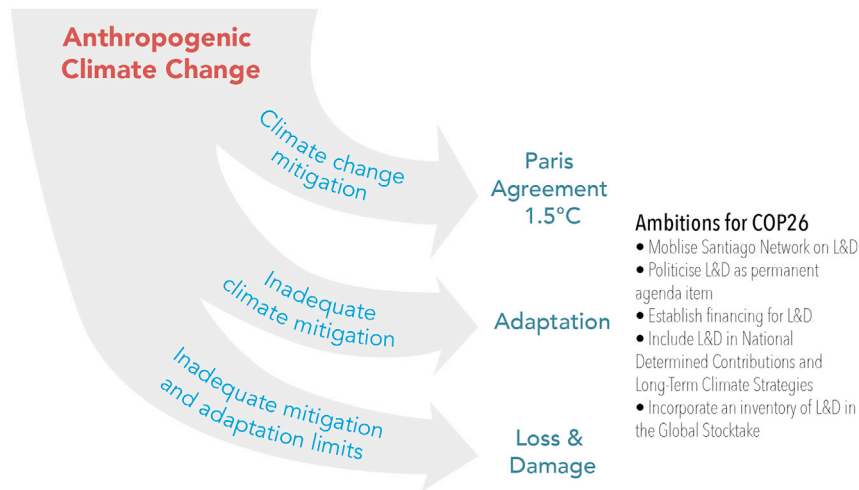 Anthropogenic
Climate Change
Climate change
mitigation
Paris
Agreement
1.5°C
Inadequate
climate mitigation
Adaptation
Inadequate mitigation
and adaptation limits
Loss &
Damage
Ambitions for COP26
● Moblise Santiago Network on L&D
● Politicise L&D as permanent
agenda item
● Establish financing for L&D
● Include L&D in National
Determined Contributions and
Long-Term Climate Strategies
● Incorporate an inventory of L&D in
the Global Stocktake